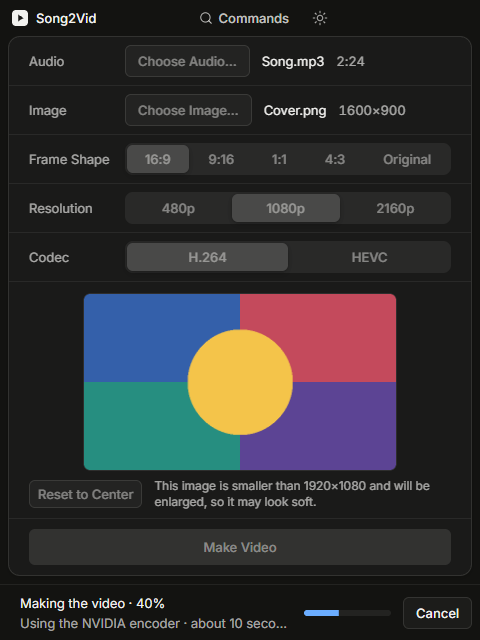 Song2Vid
Commands
Audio
Choose Audio...
Song.mp3
2:24
Image
Choose Image...
Cover.png
1600×900
Frame Shape
16:9
9:16
1:1
4:3
Original
Resolution
480p
1080p
2160p
Codec
H.264
HEVC
Reset to Center
This image is smaller than 1920×1080 and will be
enlarged, so it may look soft.
Make Video
Making the video · 40%
Using the NVIDIA encoder · about 10 seco...
Cancel